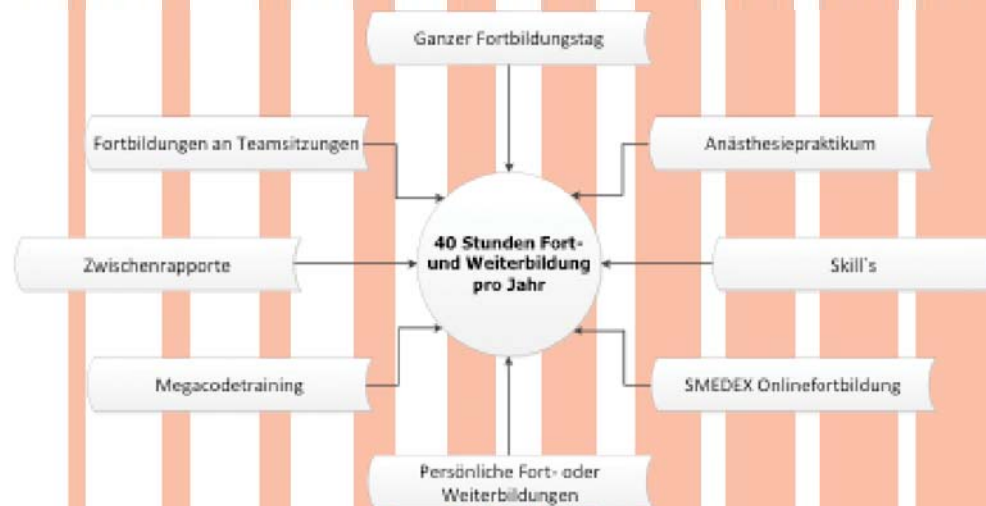 Ganzer Fortbildungstag
Fortbildungen an Teamsitzungen
Anästhesiepraktikum
40 Stunden Fort-
und Weiterbildung
pro Jahr
Zwischenrapporte
Skill`s
Megacodetraining
SMEDEX Onlinefortbildung
Persönliche Fort- oder
Weiterbildungen